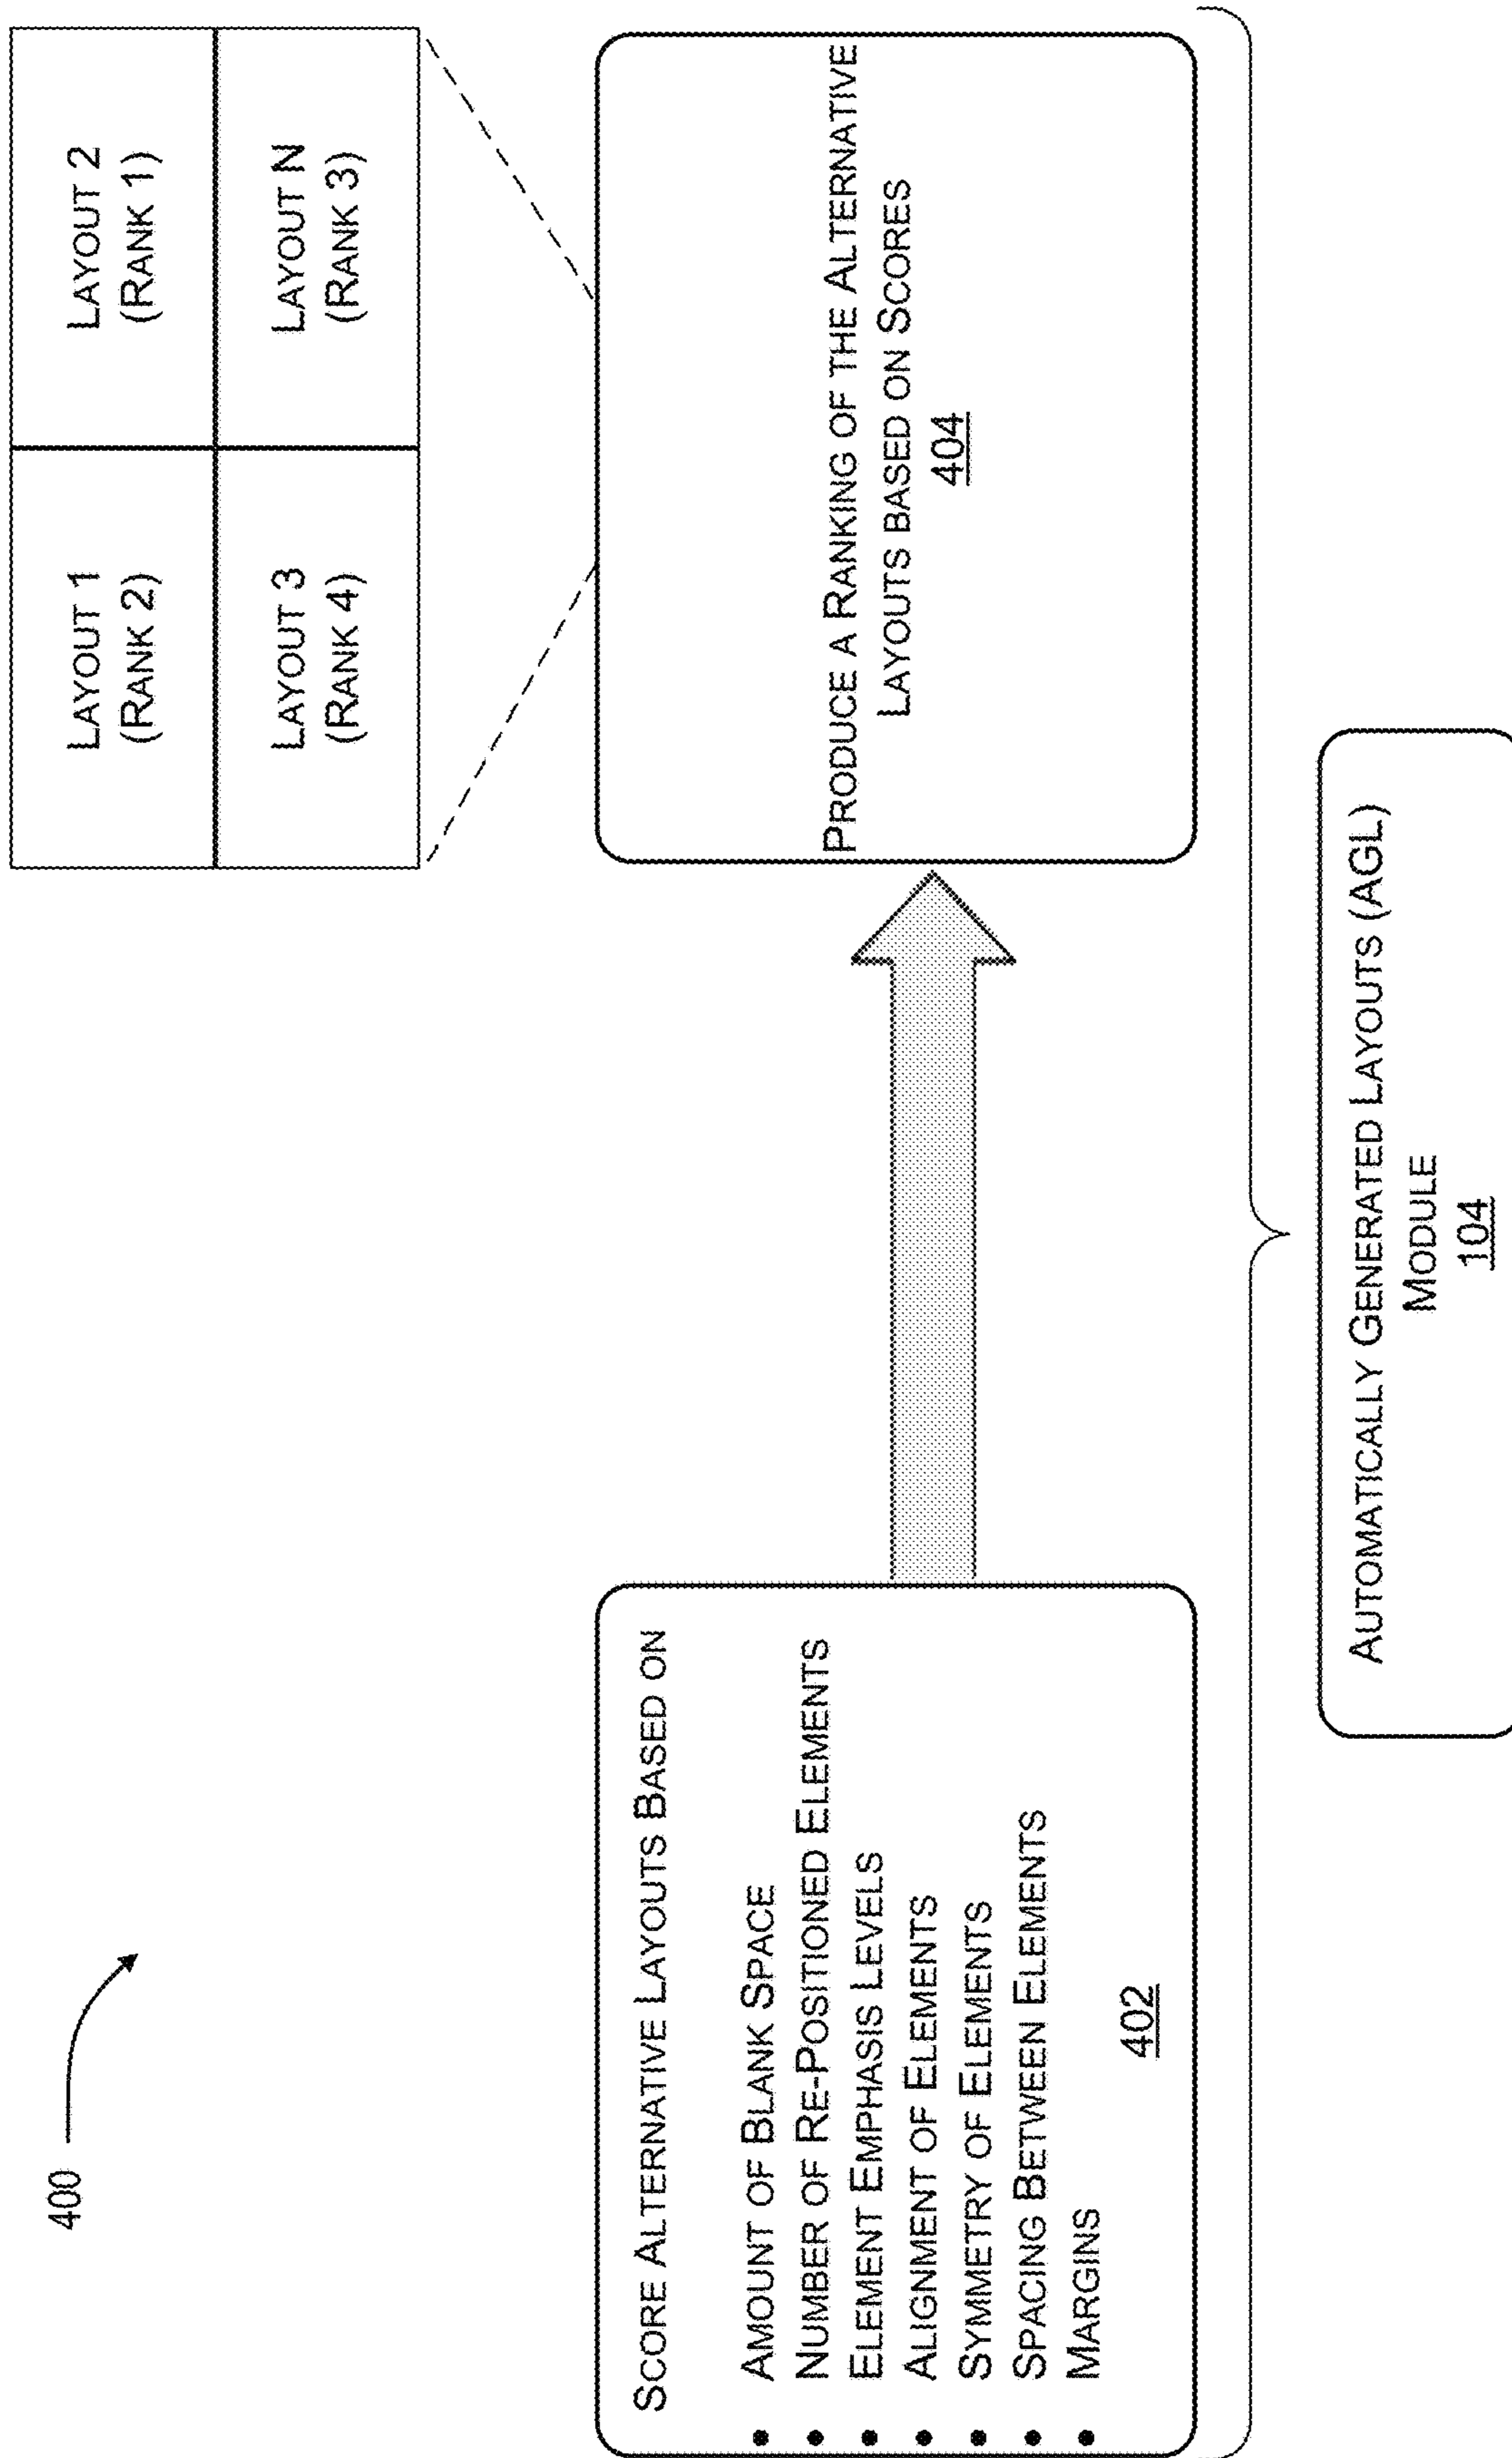 400
LAYOUT 1
(RANK 2)
LAYOUT 2
(RANK 1)
LAYOUT 3
(RANK 4)
LAYOUT N
(RANK 3)
SCORE ALTERNATIVE LAYOUTS BASED ON
• AMOUNT OF BLANK SPACE
• NUMBER OF RE-POSITIONED ELEMENTS
• ELEMENT EMPHASIS LEVELS
• ALIGNMENT OF ELEMENTS
• SYMMETRY OF ELEMENTS
• SPACING BETWEEN ELEMENTS
• MARGINS
402
PRODUCE A RANKING OF THE ALTERNATIVE
LAYOUTS BASED ON SCORES
404
AUTOMATICALLY GENERATED LAYOUTS (AGL)
MODULE
104